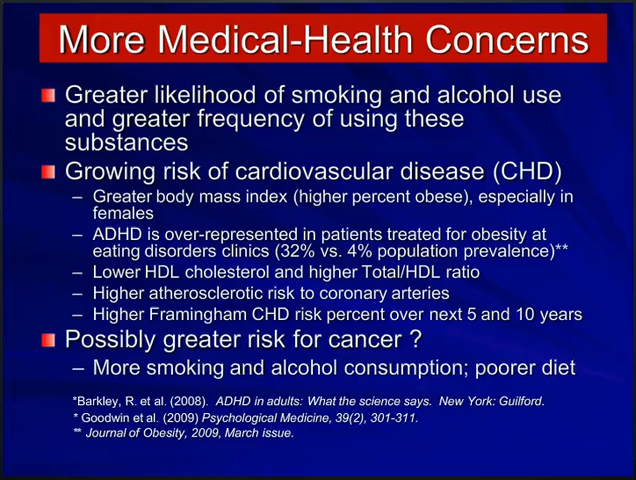 More Medical-Health Concerns
Greater likelihood of smoking and alcohol use
and greater frequency of using these
substances
Growing risk of cardiovascular disease (CHD)
– Greater body mass index (higher percent obese), especially in
females
– ADHD is over-represented in patients treated for obesity at
eating disorders clinics (32% vs. 4% population prevalence)**
– Lower HDL cholesterol and higher Total/HDL ratio
– Higher atherosclerotic risk to coronary arteries
– Higher Framingham CHD risk percent over next 5 and 10 years
Possibly greater risk for cancer ?
– More smoking and alcohol consumption; poorer diet
*Barkley, R. et al. (2008). ADHD in adults: What the science says. New York: Guilford.
* Goodwin et al. (2009) Psychological Medicine, 39(2), 301-311.
** Journal of Obesity, 2009, March issue.